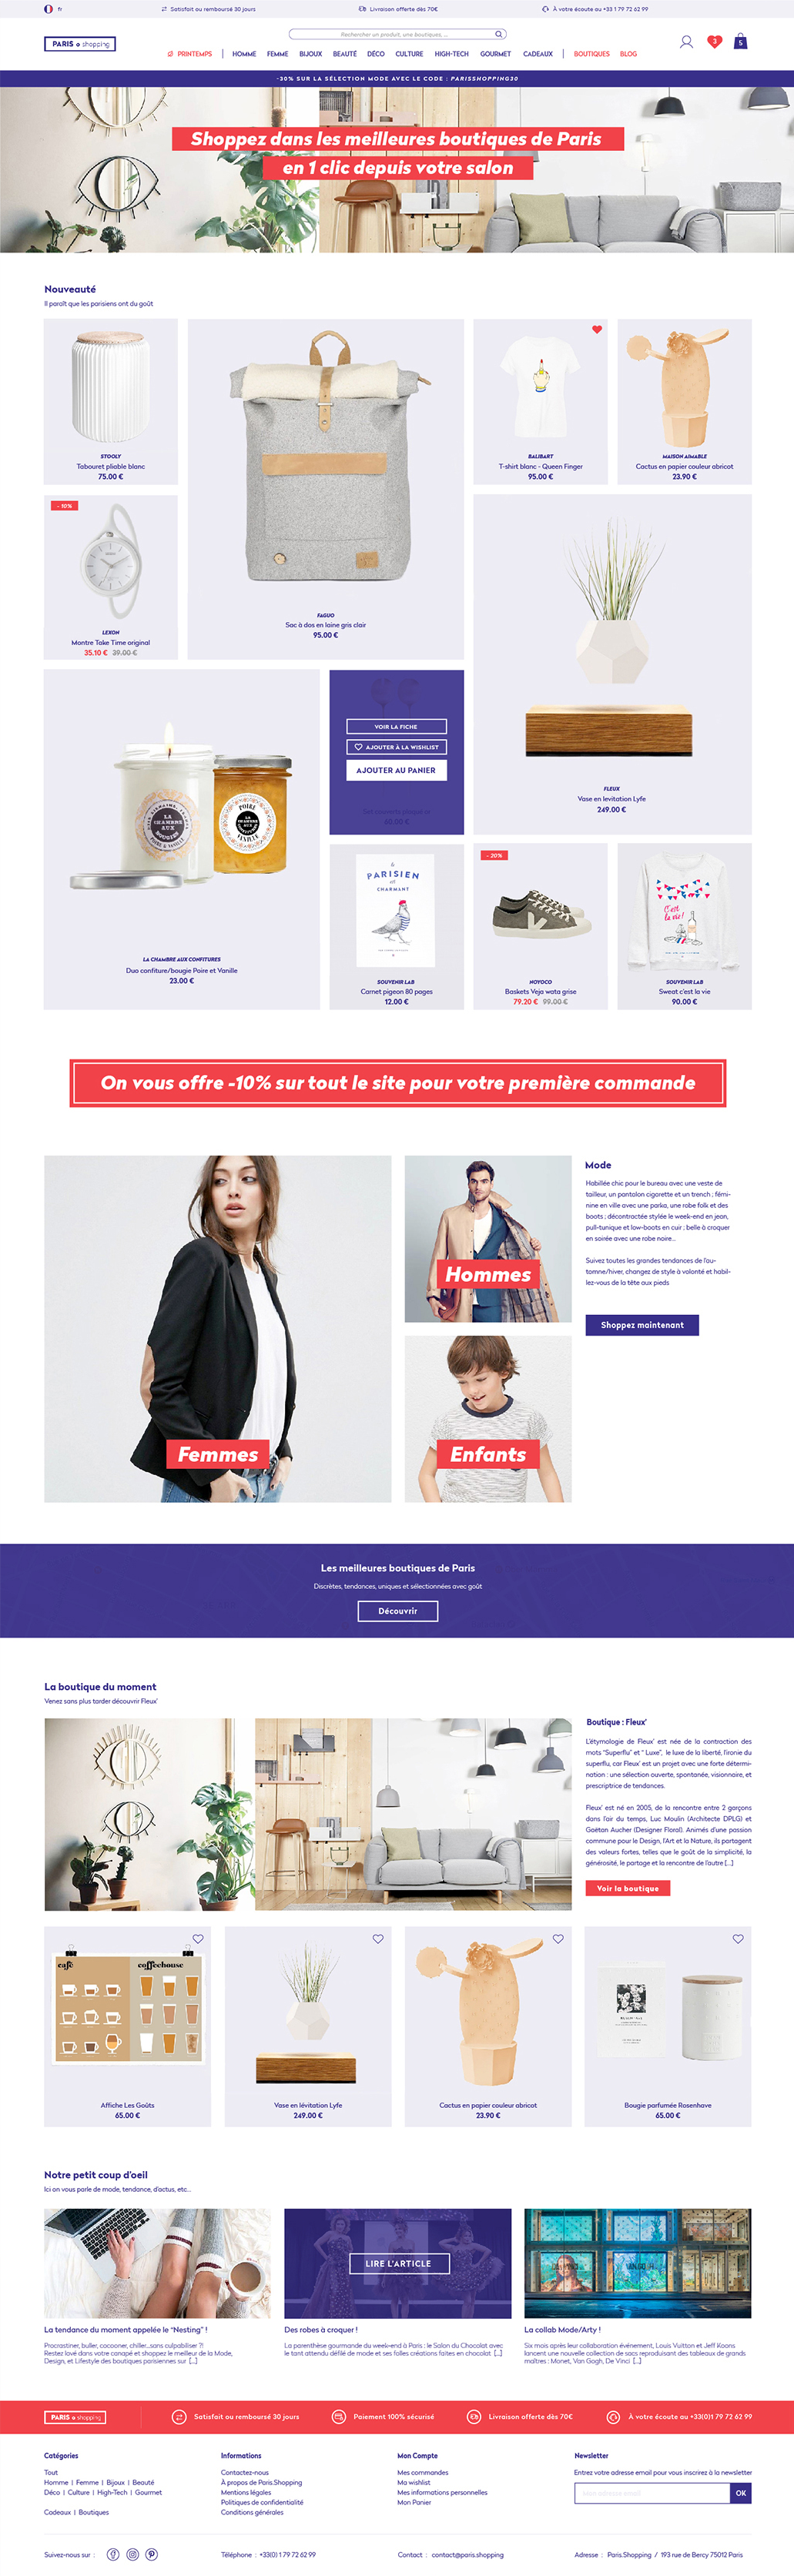 fr
Satisfait ou remboursé 30 jours
Livraison offerte dès 70€
À votre écoute au +33 1 79 72 62 99
PARIS shopping
Rechercher un produit, une boutiques, ...
3
5
PRINTEMPS | HOMME FEMME BIJOUX BEAUTÉ DÉCO CULTURE HIGH-TECH GOURMET CADEAUX | BOUTIQUES BLOG
-30% SUR LA SÉLECTION MODE AVEC LE CODE : PARISSHOPPING30
Shoppez dans les meilleures boutiques de Paris
en 1 clic depuis votre salon
Nouveauté
Il paraît que les parisiens ont du goût
STOOLY
Tabouret pliable blanc
75.00 €
BALIBART
T-shirt blanc - Queen Finger
95.00 €
MAISON AIMABLE
Cactus en papier couleur abricot
23.90 €
- 10%
LEXON
Montre Take Time original
35.10 € 39.00 €
FAGUO
Sac à dos en laine gris clair
95.00 €
FLEUX
Vase en levitation Lyfe
249.00 €
VOIR LA FICHE
AJOUTER À LA WISHLIST
AJOUTER AU PANIER
LA CHAMBRE AUX
POIRE
VANILLE
LA CHAMBRE AUX CONFITURES
Duo confiture/bougie Poire et Vanille
23.00 €
PARISIEN
et
CHARMANT
SOUVENIR LAB
Carnet pigeon 80 pages
12.00 €
- 20%
NOYOCO
Baskets Veja wata grise
79.20 € 99.00 €
C'est
la vie!
SOUVENIR LAB
Sweat c'est la vie
90.00 €
On vous offre -10% sur tout le site pour votre première commande
Femmes
Hommes
Enfants
Mode
Habillée chic pour le bureau avec une veste de
tailleur, un pantalon cigarette et un trench ; fémi-
nine en ville avec une parka, une robe folk et des
boots ; décontractée stylée le week-end en jean,
pull-tunique et low-boots en cuir ; belle à croquer
en soirée avec une robe noire...
Suivez toutes les grandes tendances de l'au-
tomne/hiver, changez de style à volonté et habil-
lez-vous de la tête aux pieds
Shoppez maintenant
Les meilleures boutiques de Paris
Discrètes, tendances, uniques et sélectionnées avec goût
Découvrir
La boutique du moment
Venez sans plus tarder découvrir Fleux'
Boutique : Fleux'
L'étymologie de Fleux' est née de la contraction des
mots "Superflu" et " Luxe", le luxe de la liberté, l'ironie du
superflu, car Fleux' est un projet avec une forte détermi-
nation : une sélection ouverte, spontanée, visionnaire, et
prescriptrice de tendances.
Fleux' est né en 2005, de la rencontre entre 2 garçons
dans l'air du temps, Luc Moulin (Architecte DPLG) et
Gaëtan Aucher (Designer Floral). Animés d'une passion
commune pour le Design, l'Art et la Nature, ils partagent
des valeurs fortes, telles que le goût de la simplicité, la
générosité, le partage et la rencontre de l'autre [...]
Voir la boutique
café
coffeehouse
Affiche Les Goûts
65.00 €
Vase en lévitation Lyfe
249.00 €
Cactus en papier couleur abricot
23.90 €
Bougie parfumée Rosenhave
65.00 €
Notre petit coup d'oeil
Ici on vous parle de mode, tendance, d'actus, etc...
La tendance du moment appelée le "Nesting" !
Procrastiner, buller, cocooner, chiller...sans culpabiliser ?!
Restez lové dans votre canapé et shoppez le meilleur de la Mode,
Design, et Lifestyle des boutiques parisiennes sur [...]
LIRE L'ARTICLE
Des robes à croquer !
La parenthèse gourmande du week-end à Paris : le Salon du Chocolat avec
le tant attendu défilé de mode et ses folles créations faites en chocolat [...]
La collab Mode/Arty !
Six mois après leur collaboration événement, Louis Vuitton et Jeff Koons
lancent une nouvelle collection de sacs reproduisant des tableaux de grands
maîtres : Monet, Van Gogh, De Vinci [...]
PARIS shopping
Satisfait ou remboursé 30 jours
Paiement 100% sécurisé
Livraison offerte dès 70€
À votre écoute au +33(0)1 79 72 62 99
Catégories
Tout
Homme | Femme | Bijoux | Beauté
Déco | Culture | High-Tech | Gourmet
Cadeaux | Boutiques
Informations
Contactez-nous
À propos de Paris.Shopping
Mentions légales
Politiques de confidentialité
Conditions générales
Mon Compte
Mes commandes
Ma wishlist
Mes informations personnelles
Mon Panier
Newsletter
Entrez votre adresse email pour vous inscrirez à la newsletter
OK
Suivez-nous sur :
Téléphone : +33(0) 1 79 72 62 99
Contact : contact@paris.shopping
Adresse : Paris.Shopping / 193 rue de Bercy 75012 Paris